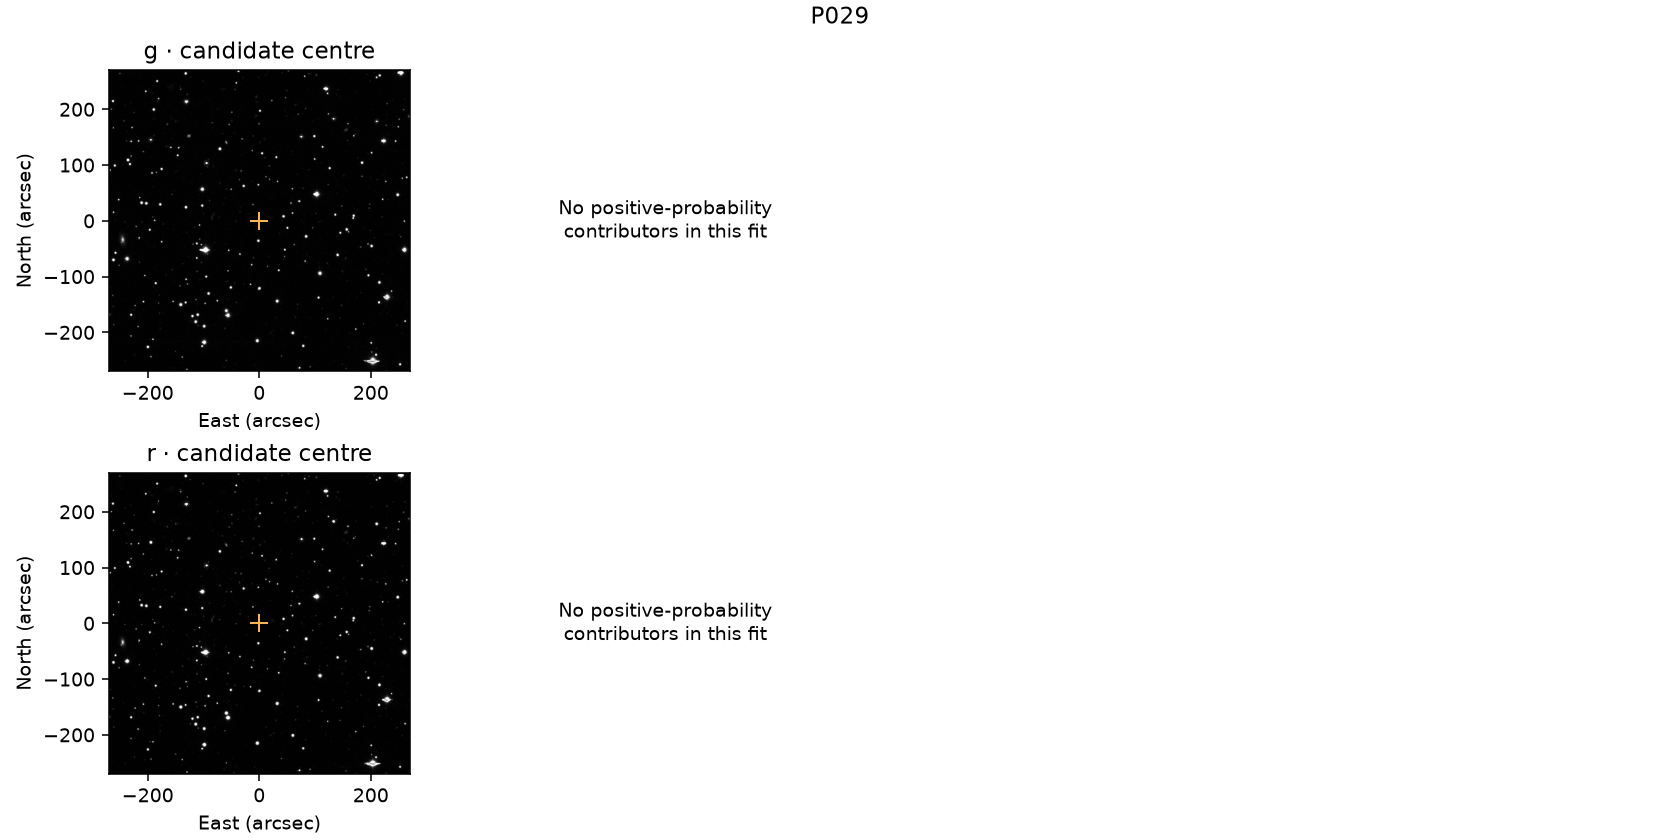 P029
g · candidate centre
North (arcsec)
200
100
0
−100
−200
−200 0 200
East (arcsec)
No positive-probability
contributors in this fit
r · candidate centre
North (arcsec)
200
100
0
−100
−200
−200 0 200
East (arcsec)
No positive-probability
contributors in this fit